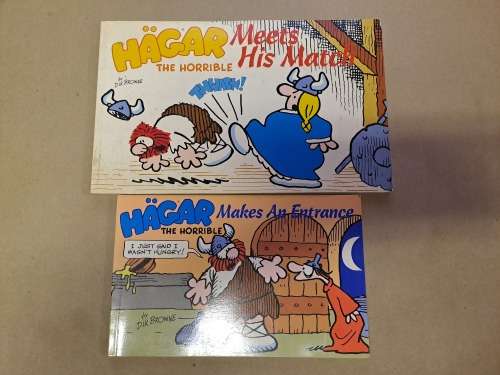 HÄGAR Meets
THE HORRIBLE His Match
by
DIK BROWNE
HÄGAR Makes An Entrance
THE HORRIBLE
I JUST SAID I
WASN'T HUNGRY!
by
DIK BROWNE